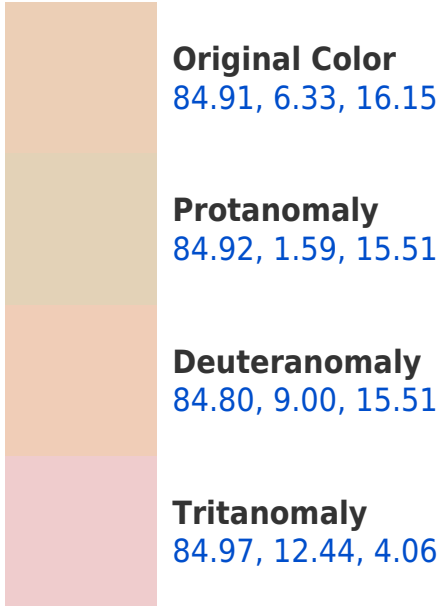 Original Color
84.91, 6.33, 16.15
Protanomaly
84.92, 1.59, 15.51
Deuteranomaly
84.80, 9.00, 15.51
Tritanomaly
84.97, 12.44, 4.06